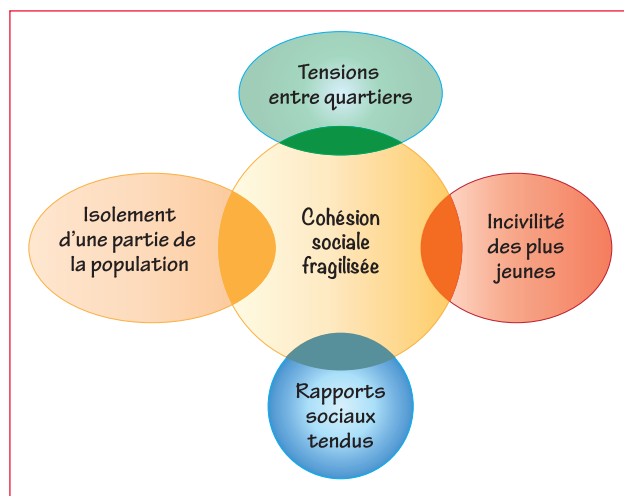 Tensions
entre quartiers
Isolement
d'une partie de
la population
Cohésion
sociale
fragilisée
Incivilité
des plus
jeunes
Rapports
sociaux
tendus